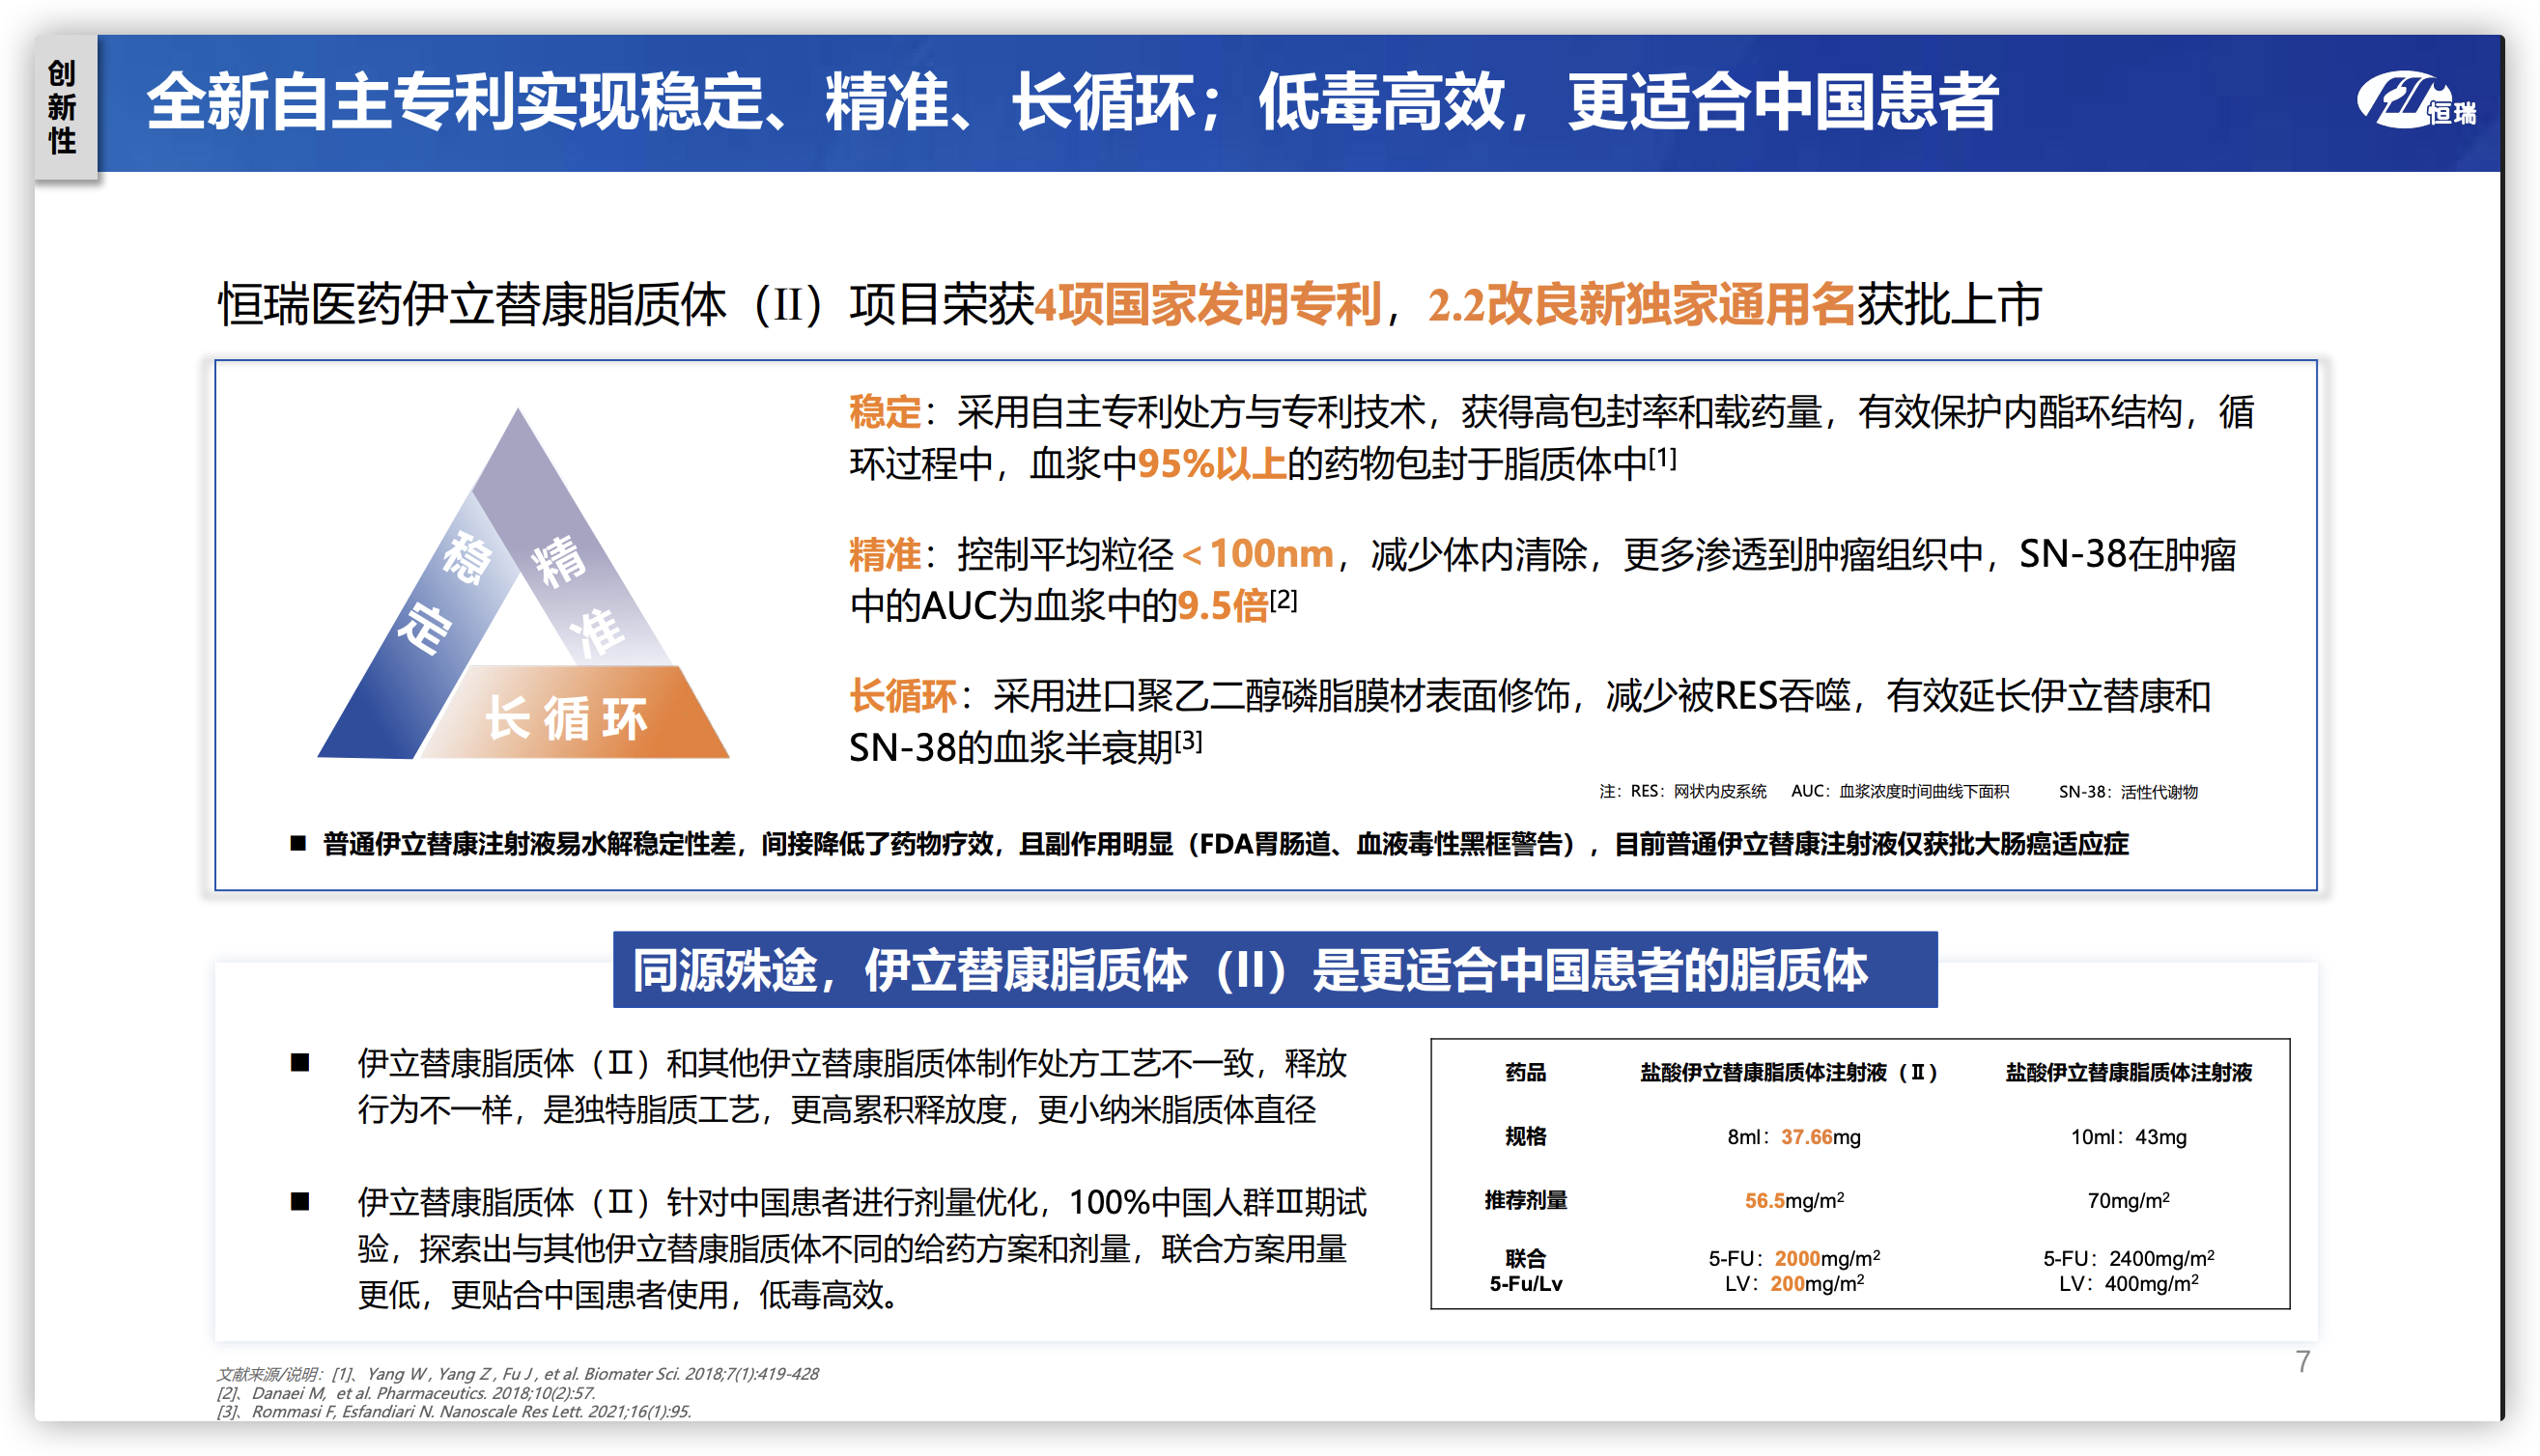 创新性
全新自主专利实现稳定、精准、长循环；低毒高效，更适合中国患者
恒瑞
恒瑞医药伊立替康脂质体（II）项目荣获4项国家发明专利，2.2改良新独家通用名获批上市
稳定
精准
长循环
稳定：采用自主专利处方与专利技术，获得高包封率和载药量，有效保护内酯环结构，循
环过程中，血浆中95%以上的药物包封于脂质体中[1]
精准：控制平均粒径＜100nm，减少体内清除，更多渗透到肿瘤组织中，SN-38在肿瘤
中的AUC为血浆中的9.5倍[2]
长循环：采用进口聚乙二醇磷脂膜材表面修饰，减少被RES吞噬，有效延长伊立替康和
SN-38的血浆半衰期[3]
注：RES：网状内皮系统 AUC：血浆浓度时间曲线下面积 SN-38：活性代谢物
■ 普通伊立替康注射液易水解稳定性差，间接降低了药物疗效，且副作用明显（FDA胃肠道、血液毒性黑框警告），目前普通伊立替康注射液仅获批大肠癌适应症
同源殊途，伊立替康脂质体（II）是更适合中国患者的脂质体
■ 伊立替康脂质体（Ⅱ）和其他伊立替康脂质体制作处方工艺不一致，释放
行为不一样，是独特脂质工艺，更高累积释放度，更小纳米脂质体直径
■ 伊立替康脂质体（Ⅱ）针对中国患者进行剂量优化，100%中国人群Ⅲ期试
验，探索出与其他伊立替康脂质体不同的给药方案和剂量，联合方案用量
更低，更贴合中国患者使用，低毒高效。
药品 盐酸伊立替康脂质体注射液（Ⅱ） 盐酸伊立替康脂质体注射液
规格 8ml：37.66mg 10ml：43mg
推荐剂量 56.5mg/m² 70mg/m²
联合 5-FU：2000mg/m² 5-FU：2400mg/m²
5-Fu/Lv LV：200mg/m² LV：400mg/m²
文献来源/说明：[1]、Yang W , Yang Z , Fu J , et al. Biomater Sci. 2018;7(1):419-428
[2]、Danaei M, et al. Pharmaceutics. 2018;10(2):57.
[3]、Rommasi F, Esfandiari N. Nanoscale Res Lett. 2021;16(1):95.
7